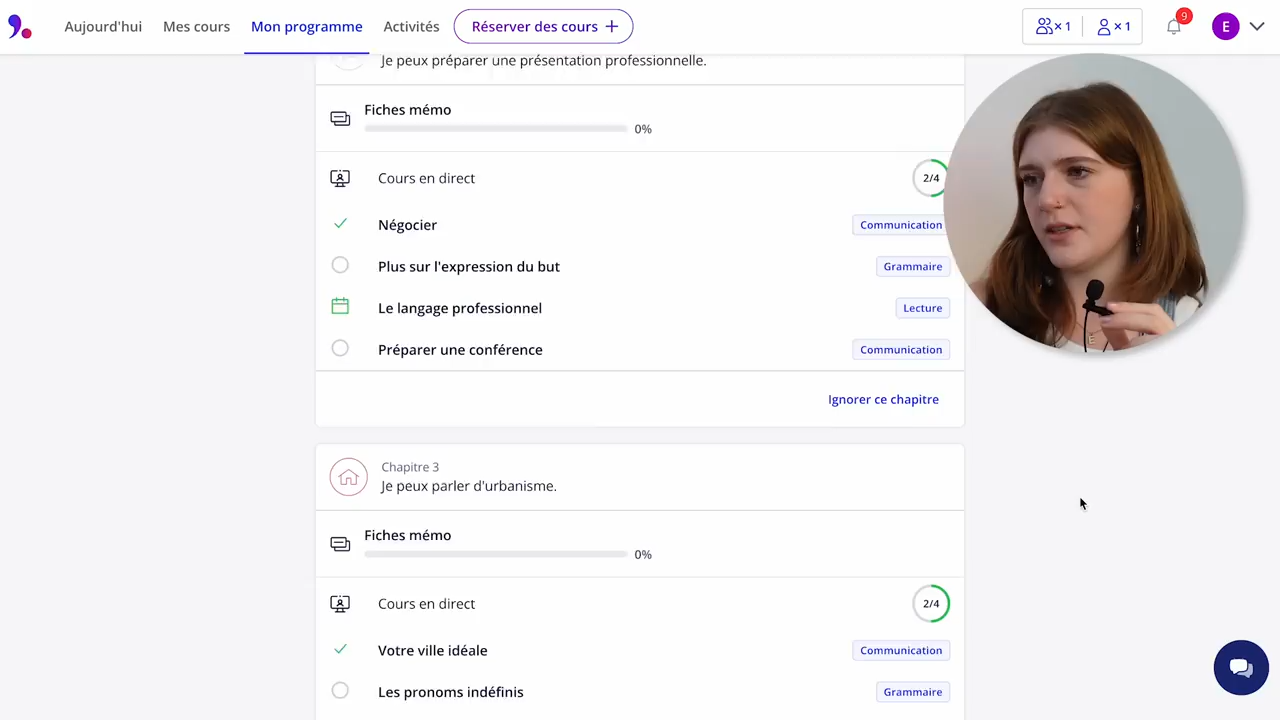 Aujourd'hui
Mes cours
Mon programme
Activités
Réserver des cours +
× 1
× 1
9
E
Je peux préparer une présentation professionnelle.
Fiches mémo
0%
Cours en direct
2/4
Négocier
Communication
Plus sur l'expression du but
Grammaire
Le langage professionnel
Lecture
Préparer une conférence
Communication
Ignorer ce chapitre
Chapitre 3
Je peux parler d'urbanisme.
Fiches mémo
0%
Cours en direct
2/4
Votre ville idéale
Communication
Les pronoms indéfinis
Grammaire